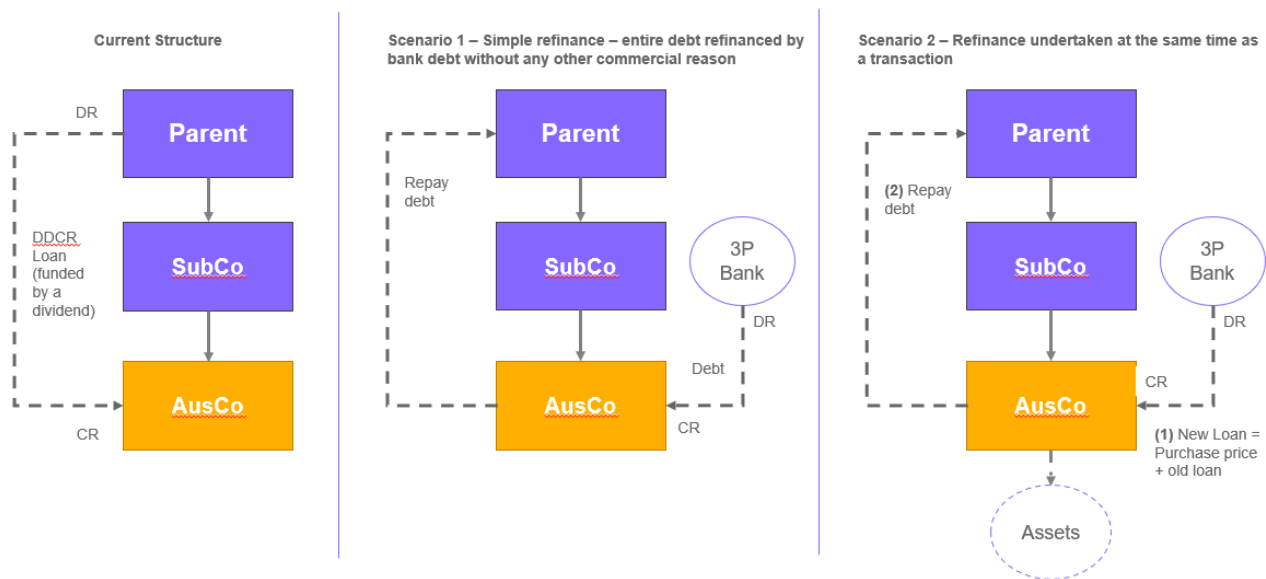 Current Structure
DR
Parent
DDCR
Loan
(funded
by a
dividend)
SubCo
AusCo
CR
Scenario 1 – Simple refinance – entire debt refinanced by
bank debt without any other commercial reason
Parent
Repay
debt
SubCo
3P
Bank
DR
Debt
AusCo
CR
Scenario 2 – Refinance undertaken at the same time as
a transaction
Parent
(2) Repay
debt
SubCo
3P
Bank
DR
CR
AusCo
(1) New Loan =
Purchase price
+ old loan
Assets